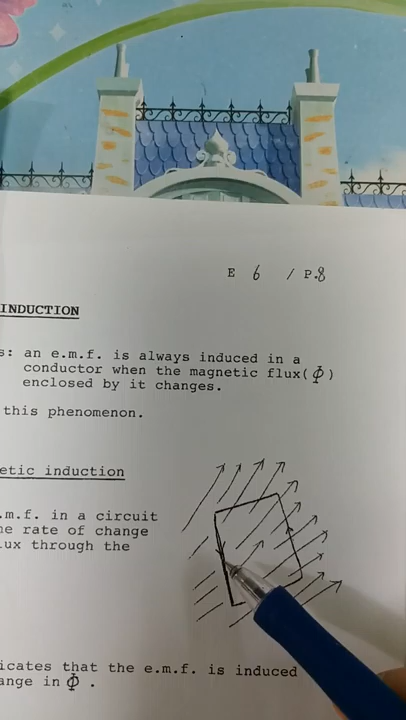 E 6 / P.8
INDUCTION
s: an e.m.f. is always induced in a
conductor when the magnetic flux(Φ)
enclosed by it changes.
this phenomenon.
etic induction
.m.f. in a circuit
he rate of change
lux through the
icates that the e.m.f. is induced
ange in Φ .